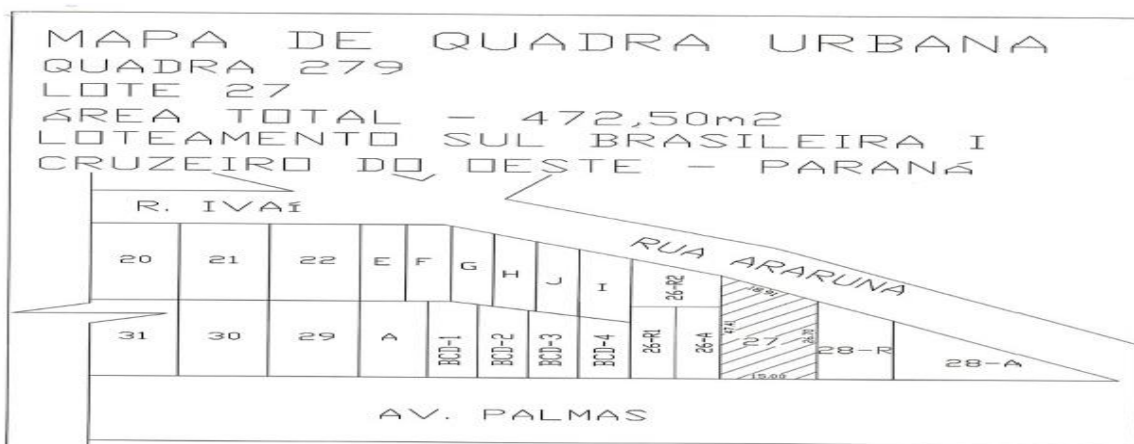 MAPA DE QUADRA URBANA
QUADRA 279
LOTE 27
ÁREA TOTAL - 472,50m2
LOTEAMENTO SUL BRASILEIRA I
CRUZEIRO DO OESTE - PARANÁ
R. IVAÍ
RUA ARARUNA
20 21 22 E F G H J I 26-R2
31 30 29 A BCD-1 BCD-2 BCD-3 BCD-4 26-R1 26-A 27 28-R 28-A
15.00
AV. PALMAS